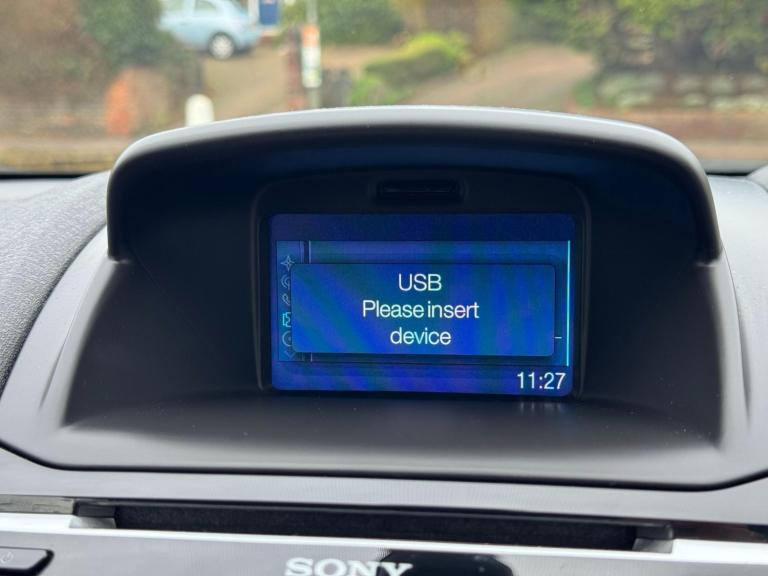 USB
Please insert
device
11:27
SONY